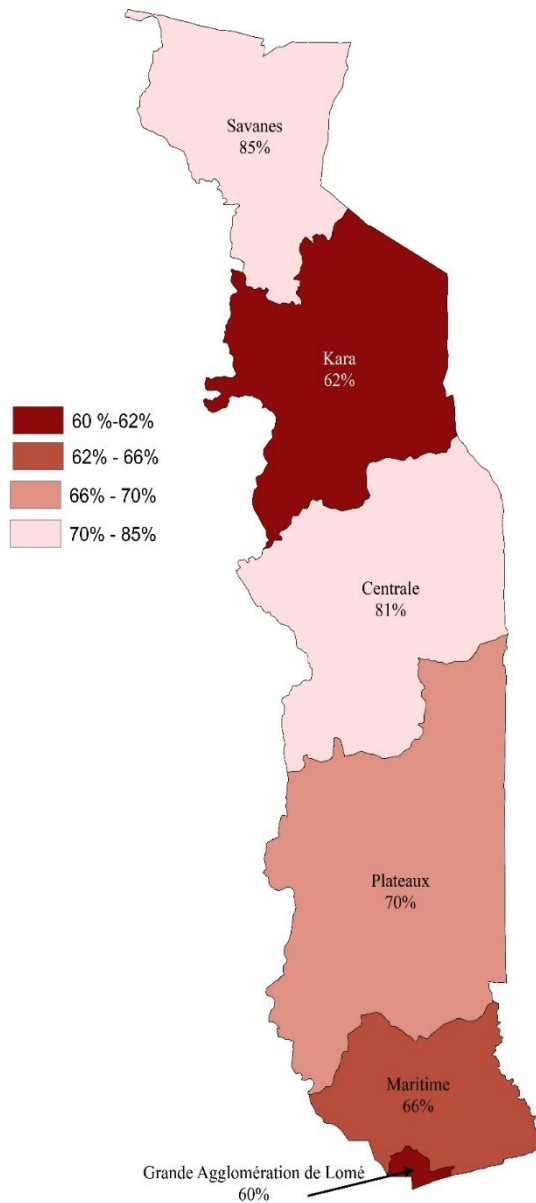 Savanes
85%
Kara
62%
60 %-62%
62% - 66%
66% - 70%
70% - 85%
Centrale
81%
Plateaux
70%
Maritime
66%
Grande Agglomération de Lomé
60%